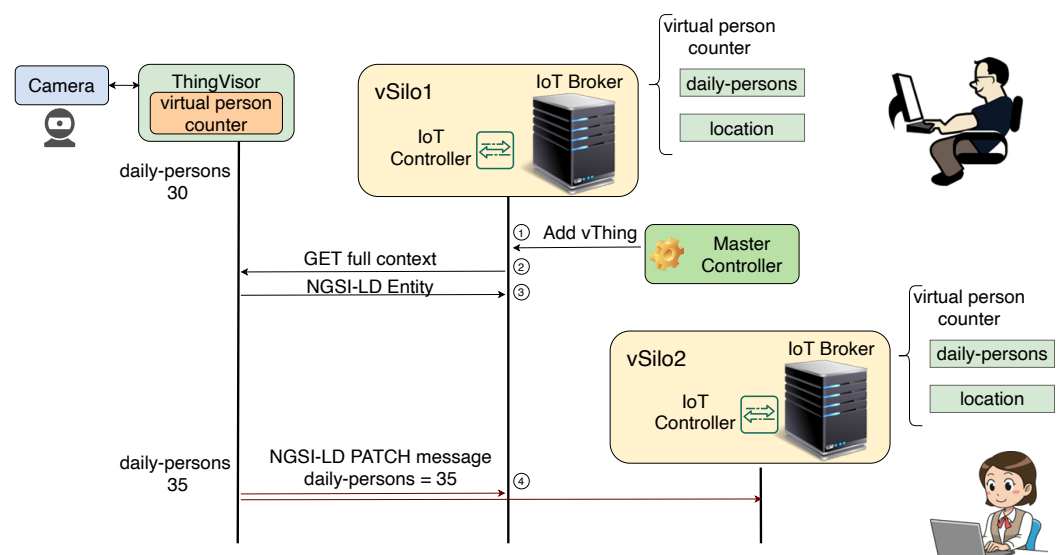 Camera
ThingVisor
virtual person
counter
vSilo1
IoT Broker
IoT
Controller
virtual person
counter
daily-persons
location
daily-persons
30
1
Add vThing
Master
Controller
GET full context
2
NGSI-LD Entity
3
vSilo2
IoT Broker
IoT
Controller
virtual person
counter
daily-persons
location
daily-persons
35
NGSI-LD PATCH message
daily-persons = 35
4